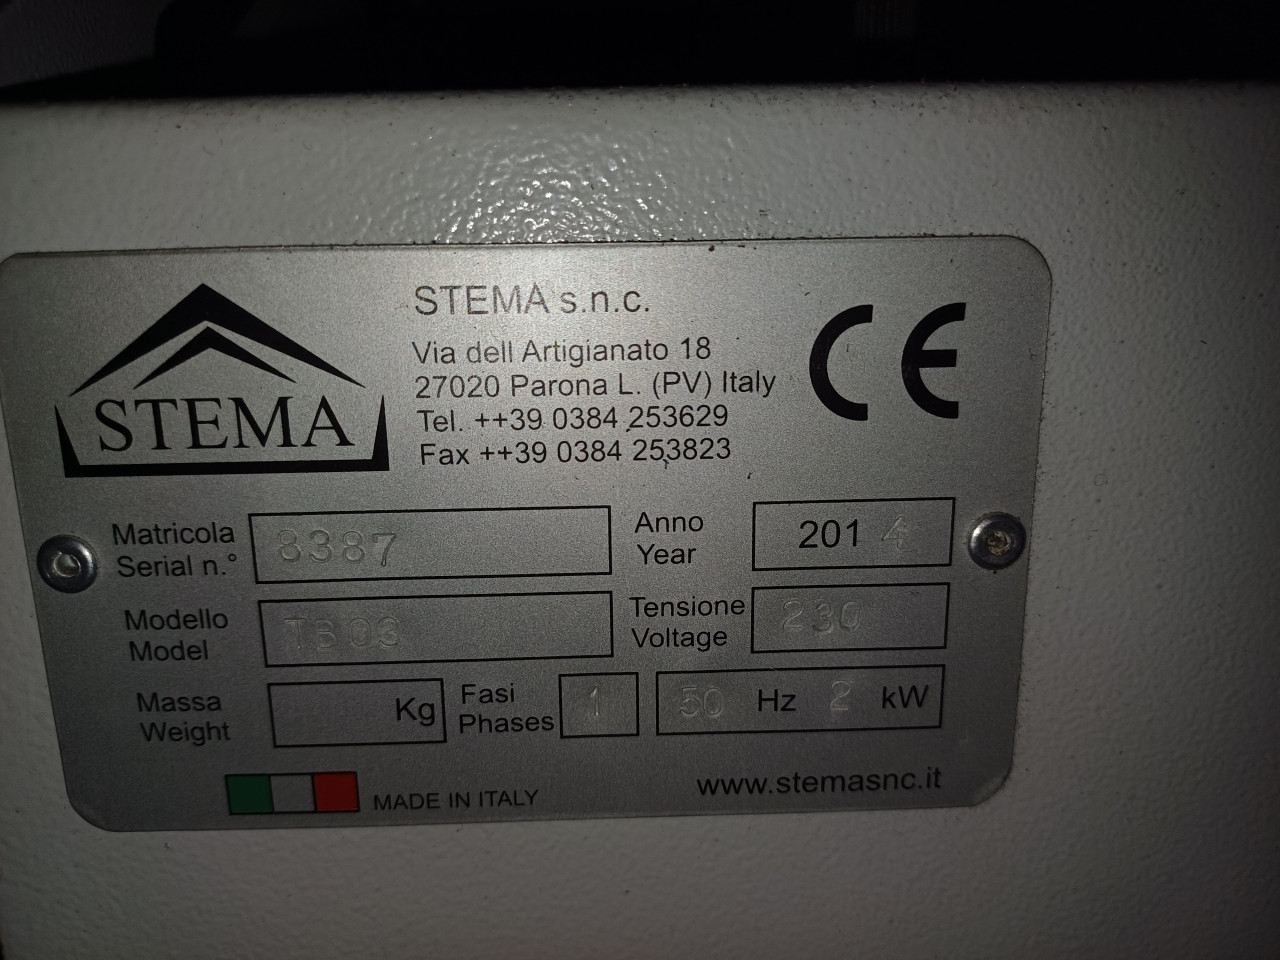 STEMA
STEMA s.n.c.
Via dell Artigianato 18
27020 Parona L. (PV) Italy
Tel. ++39 0384 253629
Fax ++39 0384 253823
CE
Matricola
Serial n.°
8387
Anno
Year
2014
Modello
Model
TB03
Tensione
Voltage
230
Massa
Weight
Kg
Fasi
Phases
1
50 Hz 2 kW
MADE IN ITALY
www.stemasnc.it